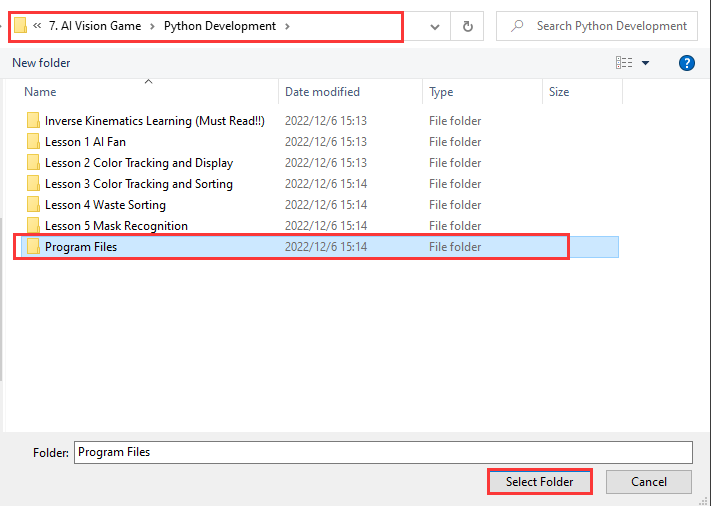 « 7. AI Vision Game > Python Development > Search Python Development
New folder ?
Name Date modified Type Size
Inverse Kinematics Learning (Must Read!!) 2022/12/6 15:13 File folder
Lesson 1 AI Fan 2022/12/6 15:13 File folder
Lesson 2 Color Tracking and Display 2022/12/6 15:13 File folder
Lesson 3 Color Tracking and Sorting 2022/12/6 15:14 File folder
Lesson 4 Waste Sorting 2022/12/6 15:14 File folder
Lesson 5 Mask Recognition 2022/12/6 15:14 File folder
Program Files 2022/12/6 15:14 File folder
Folder: Program Files
Select Folder Cancel